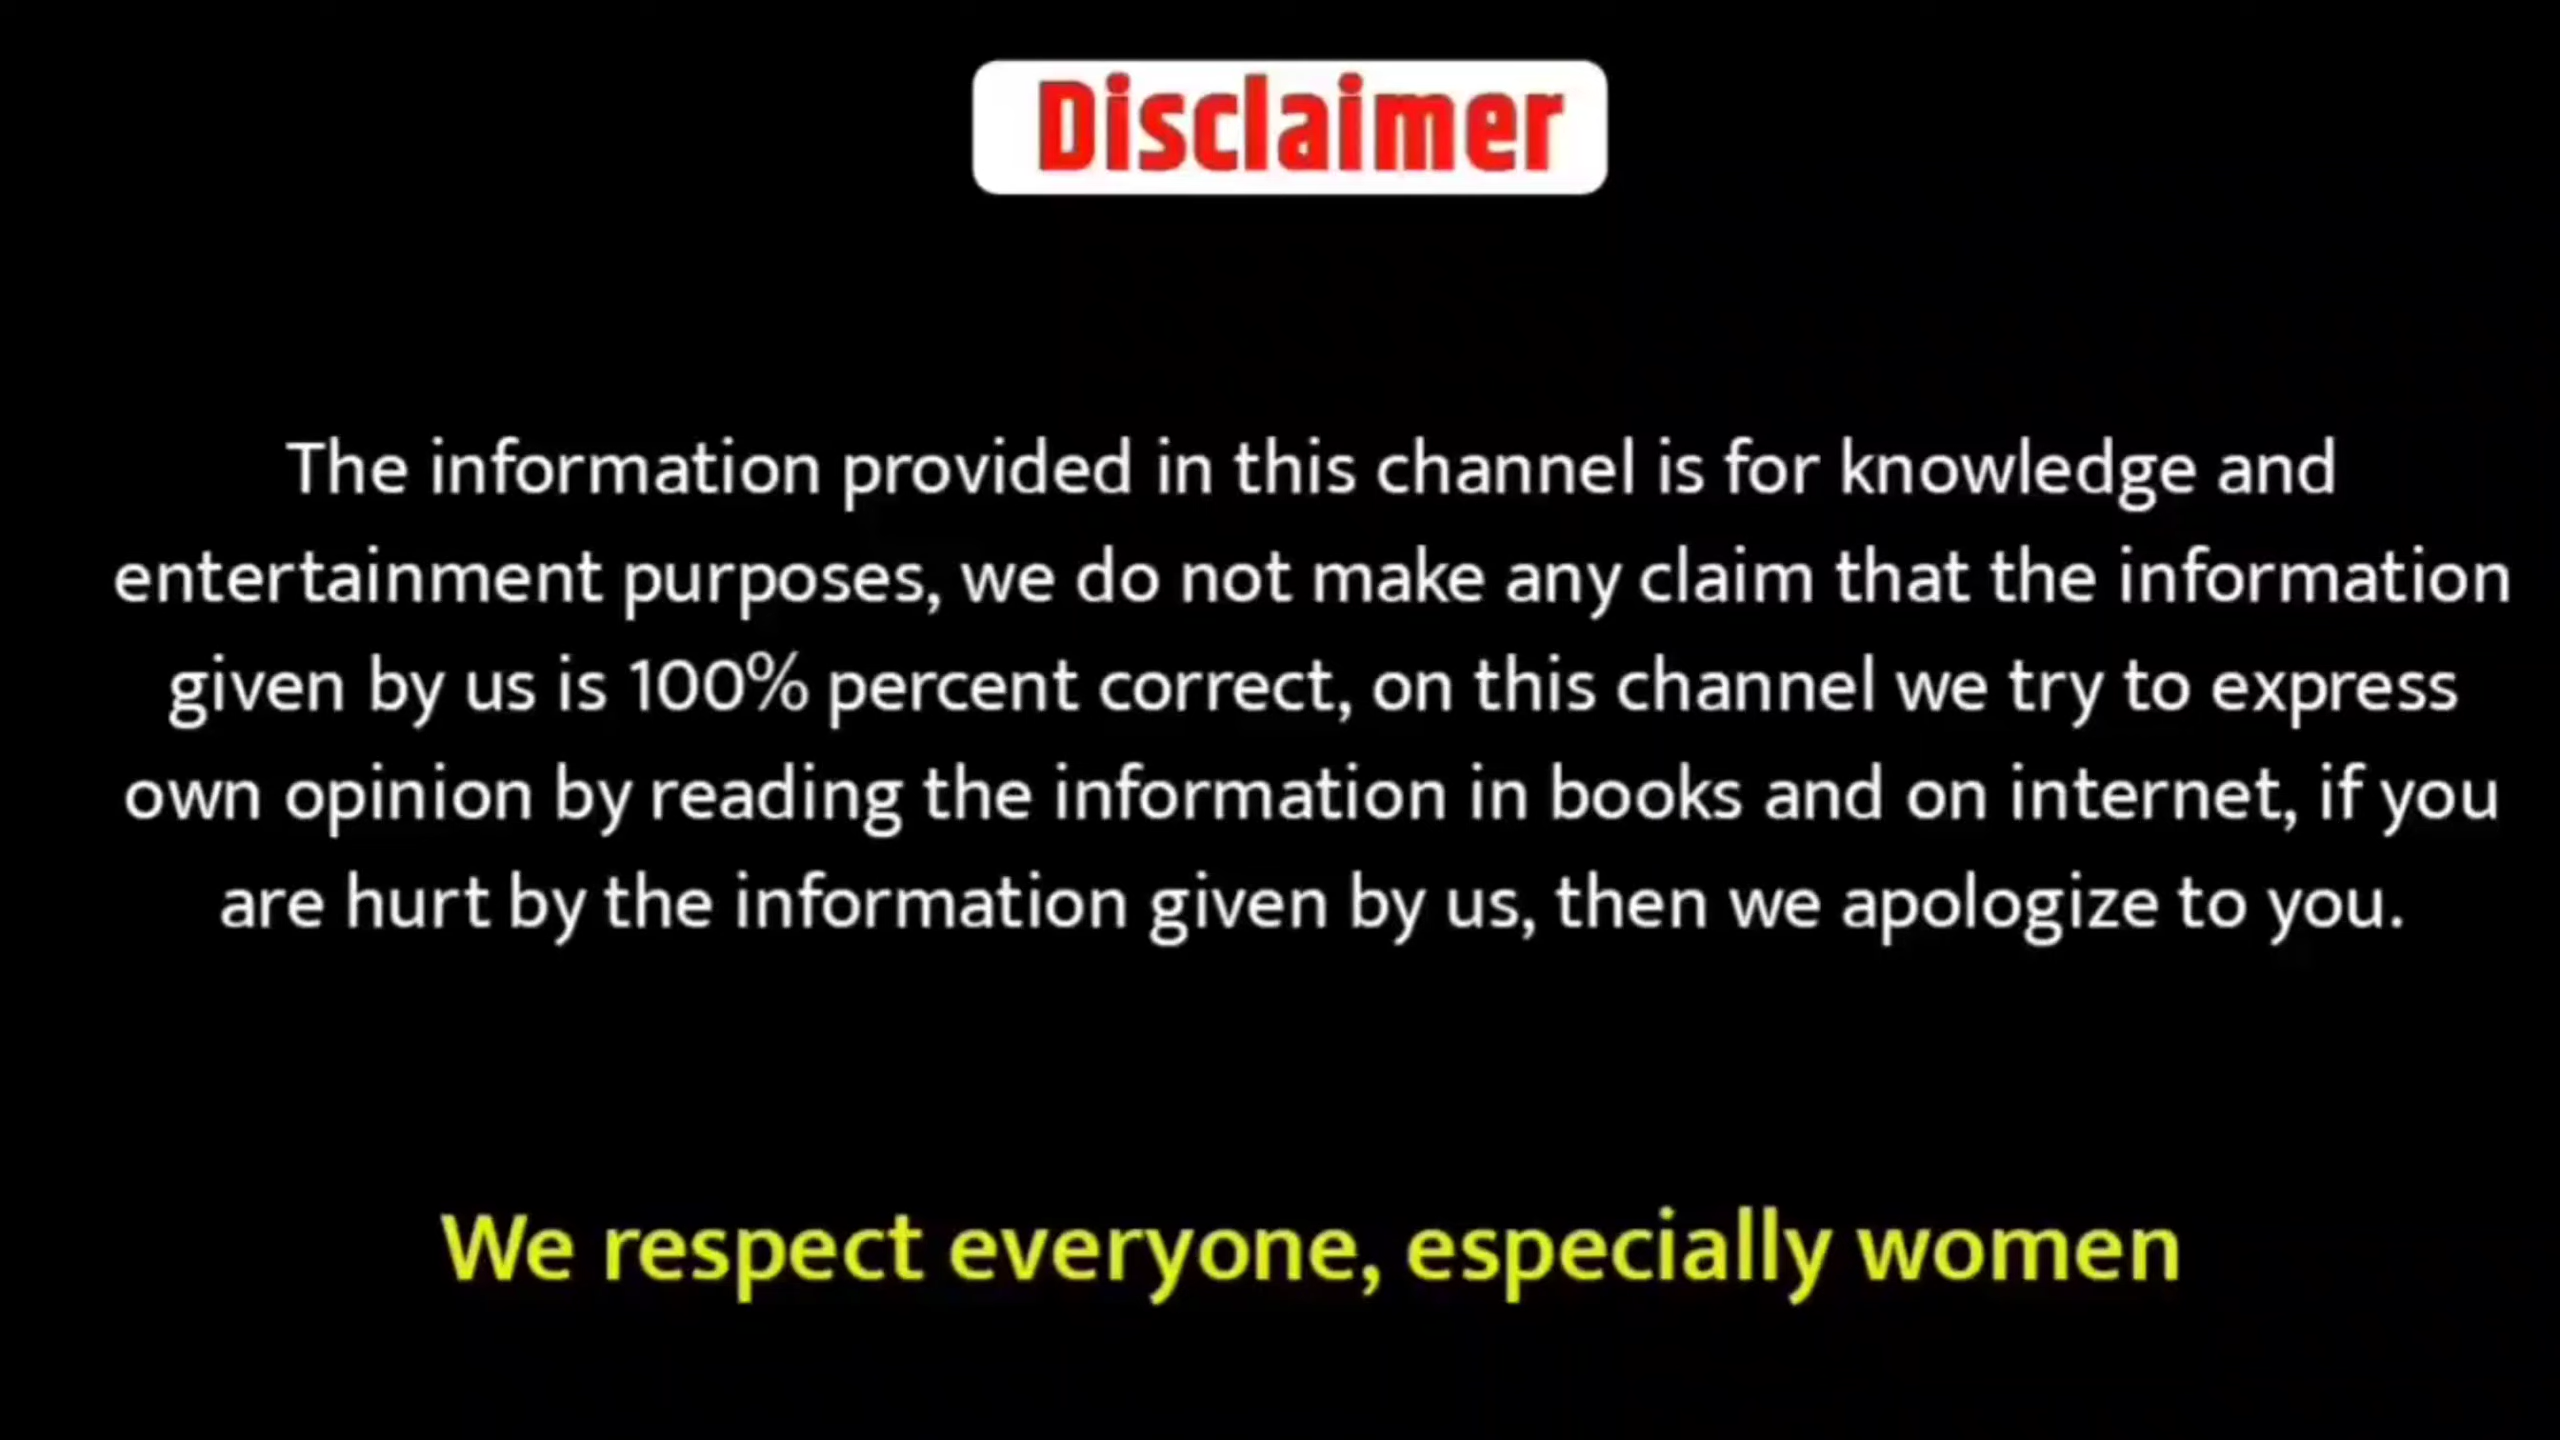 Disclaimer
The information provided in this channel is for knowledge and
entertainment purposes, we do not make any claim that the information
given by us is 100% percent correct, on this channel we try to express
own opinion by reading the information in books and on internet, if you
are hurt by the information given by us, then we apologize to you.
We respect everyone, especially women